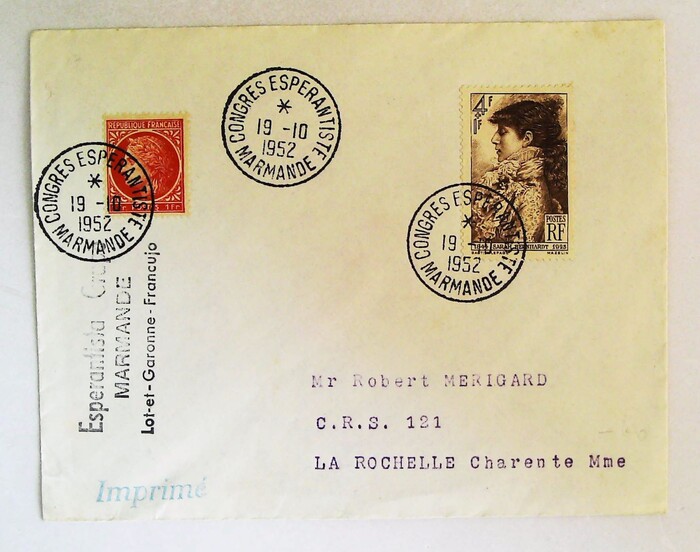 REPUBLIQUE FRANÇAISE
1fr
CONGRES ESPERANTISTE
19
1952
MARMANDE
CONGRES ESPERANTISTE
19 -10
1952
MARMANDE
4F
+1F
POSTES
RF
SARAH BERNHARDT
MAZELIN
CONGRES ESPERANTISTE
19
1952
MARMANDE
Esperantista
MARMANDE
Lot-et-Garonne-Francujo
Mr Robert MERIGARD
C.R.S. 121
LA ROCHELLE Charente Mme
Imprimé